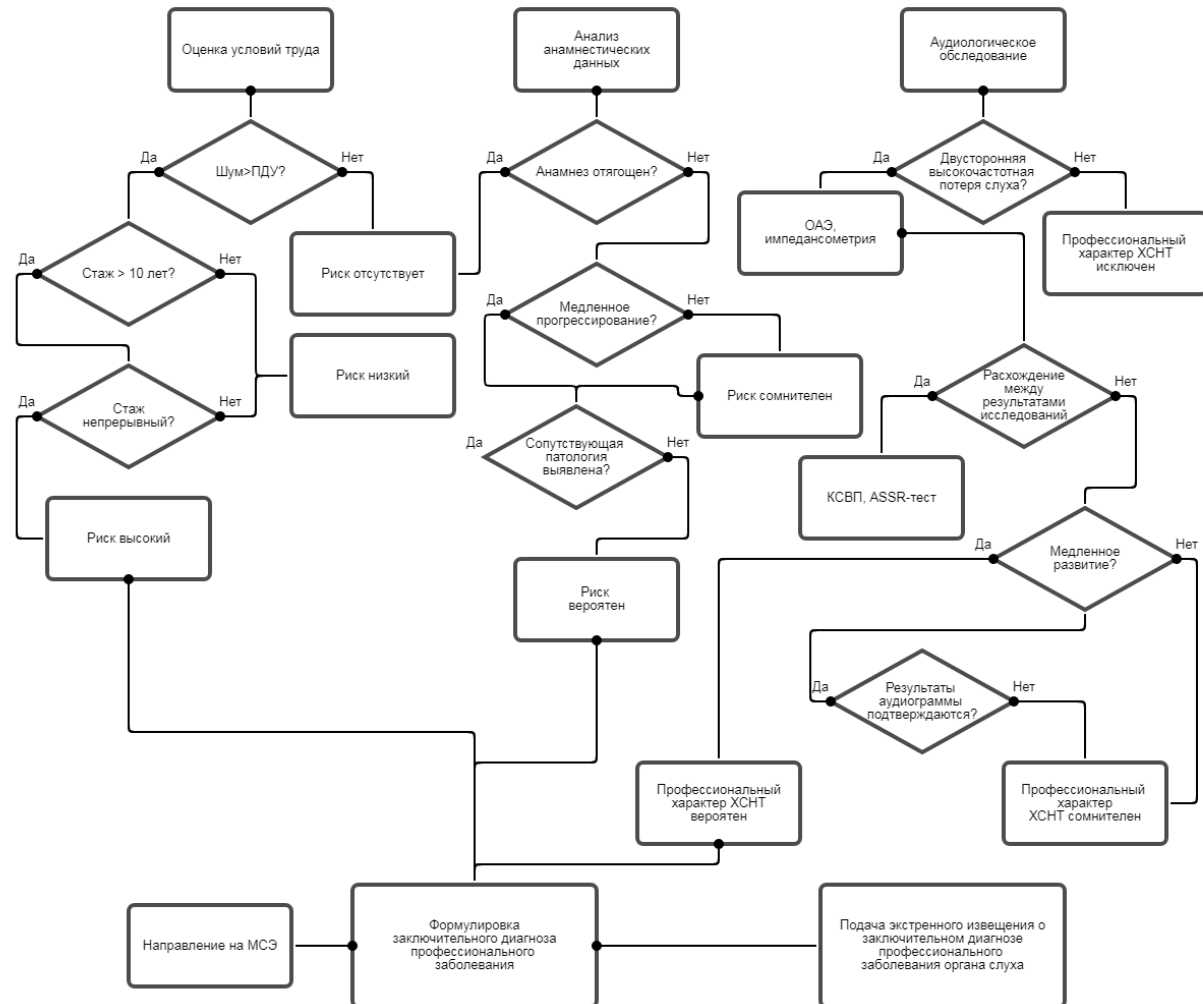 Оценка условий труда
Анализ
анамнестических
данных
Аудиологическое
обследование
Да
Шум>ПДУ?
Нет
Да
Анамнез отягощен?
Нет
Да
Двусторонняя
высокочастотная
потеря слуха?
Нет
Да
Стаж > 10 лет?
Нет
Риск отсутствует
ОАЭ,
импедансометрия
Профессиональный
характер ХСНТ
исключен
Да
Медленное
прогрессирование?
Нет
Риск низкий
Риск сомнителен
Да
Расхождение
между
результатами
исследований
Нет
Да
Стаж
непрерывный?
Нет
Да
Сопутствующая
патология
выявлена?
Нет
КСВП, ASSR-тест
Риск высокий
Риск
вероятен
Да
Медленное
развитие?
Нет
Да
Результаты
аудиограммы
подтверждаются?
Нет
Профессиональный
характер ХСНТ
вероятен
Профессиональный
характер
ХСНТ сомнителен
Направление на МСЭ
Формулировка
заключительного диагноза
профессионального
заболевания
Подача экстренного извещения о
заключительном диагнозе
профессионального
заболевания органа слуха